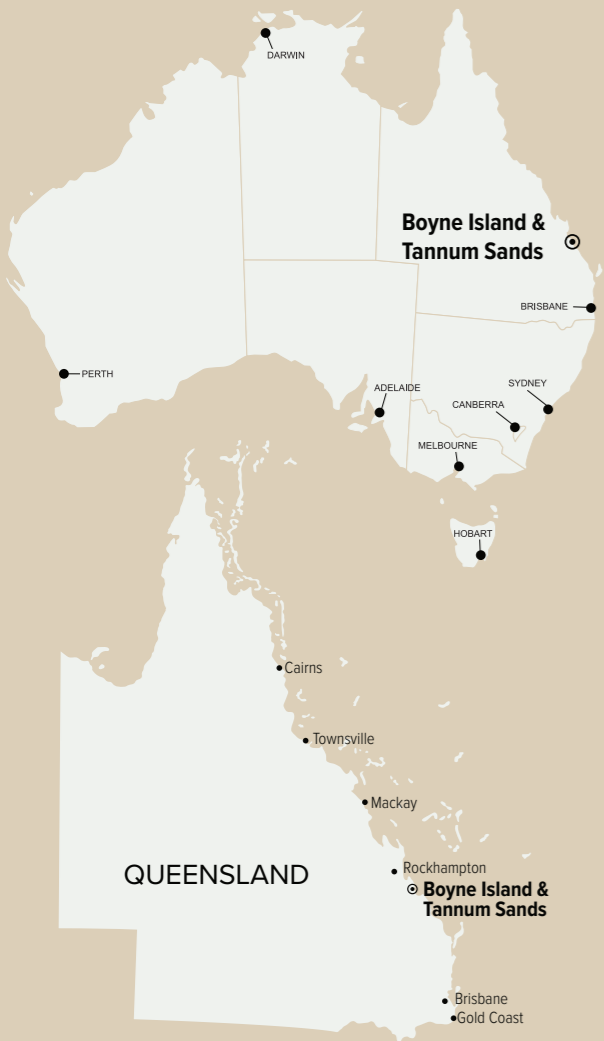 DARWIN
Boyne Island &
Tannum Sands
BRISBANE
PERTH
ADELAIDE
SYDNEY
CANBERRA
MELBOURNE
HOBART
Cairns
Townsville
Mackay
Rockhampton
QUEENSLAND
Boyne Island &
Tannum Sands
Brisbane
Gold Coast